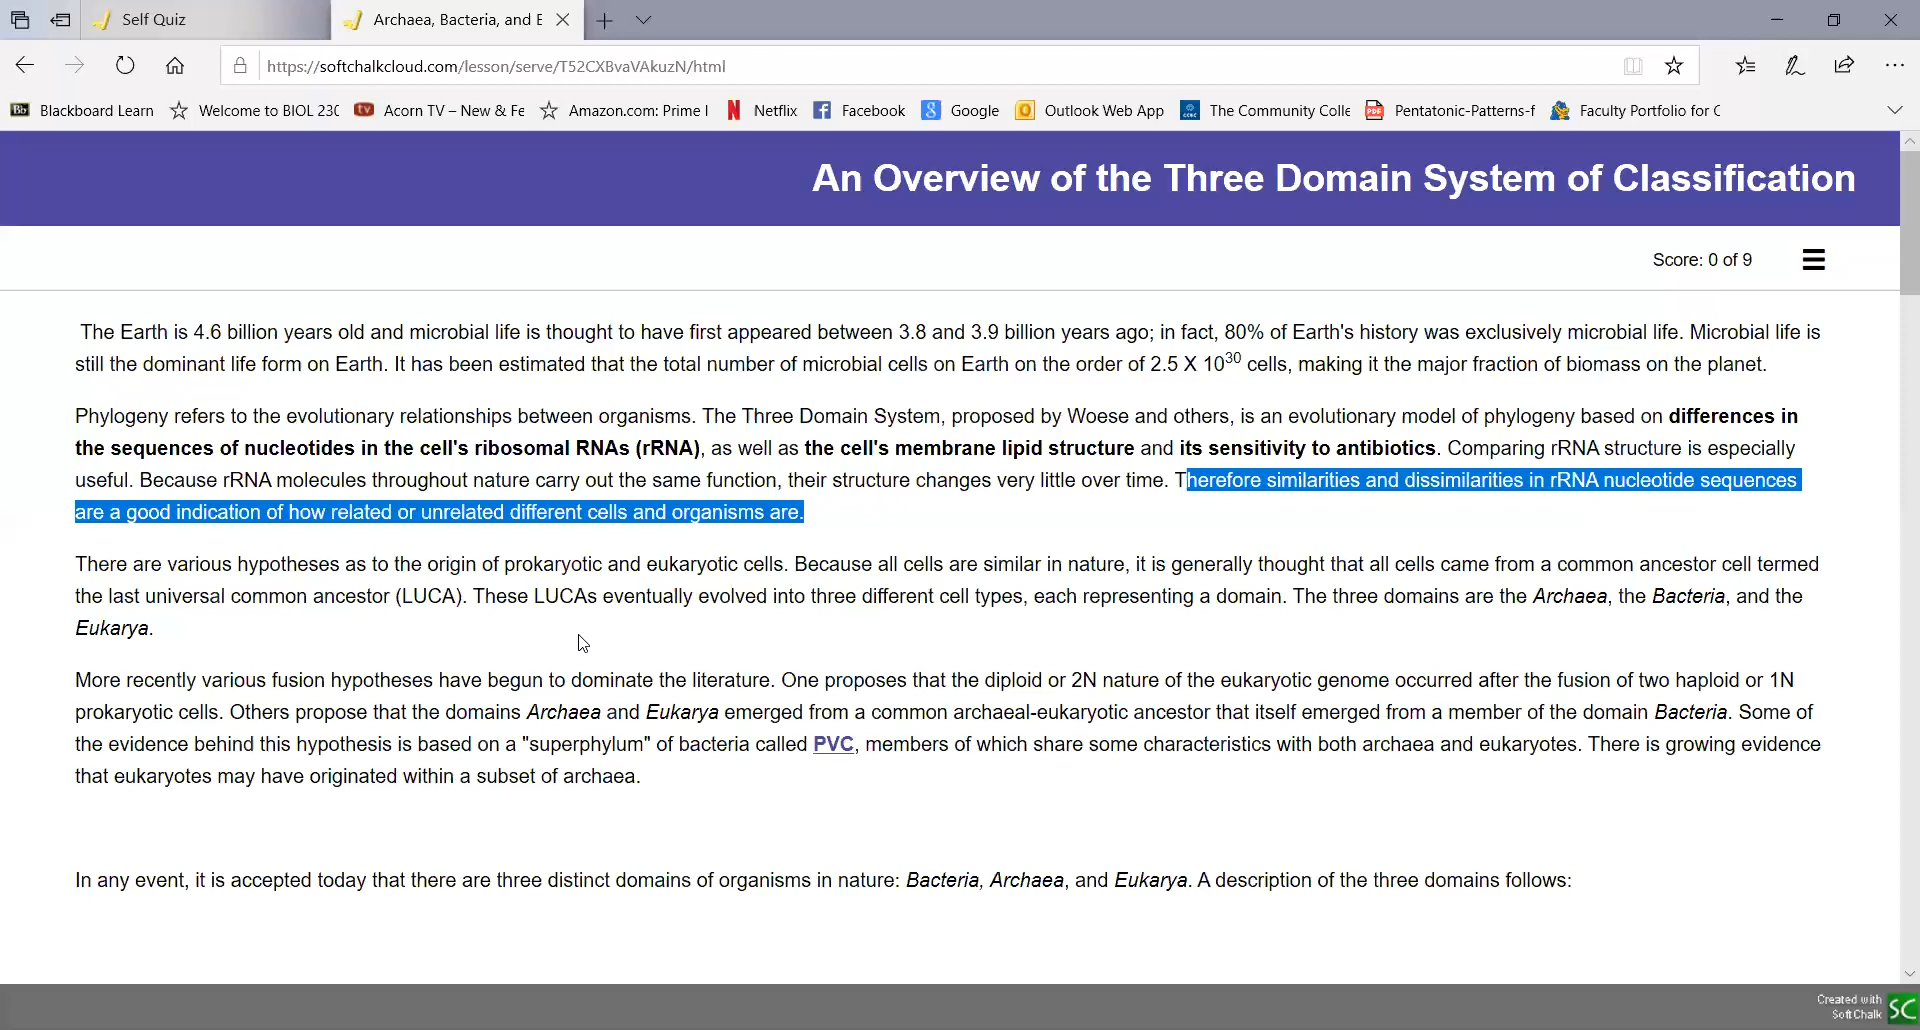 Self Quiz
Archaea, Bacteria, and E
https://softchalkcloud.com/lesson/serve/T52CXBvaVAkuzN/html
Bb Blackboard Learn Welcome to BIOL 230 tv Acorn TV – New & Fe Amazon.com: Prime I N Netflix f Facebook 8 Google Outlook Web App CCBC The Community Colle PDF Pentatonic-Patterns-f Faculty Portfolio for C
An Overview of the Three Domain System of Classification
Score: 0 of 9
The Earth is 4.6 billion years old and microbial life is thought to have first appeared between 3.8 and 3.9 billion years ago; in fact, 80% of Earth's history was exclusively microbial life. Microbial life is
still the dominant life form on Earth. It has been estimated that the total number of microbial cells on Earth on the order of 2.5 X 10³⁰ cells, making it the major fraction of biomass on the planet.
Phylogeny refers to the evolutionary relationships between organisms. The Three Domain System, proposed by Woese and others, is an evolutionary model of phylogeny based on differences in
the sequences of nucleotides in the cell's ribosomal RNAs (rRNA), as well as the cell's membrane lipid structure and its sensitivity to antibiotics. Comparing rRNA structure is especially
useful. Because rRNA molecules throughout nature carry out the same function, their structure changes very little over time. Therefore similarities and dissimilarities in rRNA nucleotide sequences
are a good indication of how related or unrelated different cells and organisms are.
There are various hypotheses as to the origin of prokaryotic and eukaryotic cells. Because all cells are similar in nature, it is generally thought that all cells came from a common ancestor cell termed
the last universal common ancestor (LUCA). These LUCAs eventually evolved into three different cell types, each representing a domain. The three domains are the Archaea, the Bacteria, and the
Eukarya.
More recently various fusion hypotheses have begun to dominate the literature. One proposes that the diploid or 2N nature of the eukaryotic genome occurred after the fusion of two haploid or 1N
prokaryotic cells. Others propose that the domains Archaea and Eukarya emerged from a common archaeal-eukaryotic ancestor that itself emerged from a member of the domain Bacteria. Some of
the evidence behind this hypothesis is based on a "superphylum" of bacteria called PVC, members of which share some characteristics with both archaea and eukaryotes. There is growing evidence
that eukaryotes may have originated within a subset of archaea.
In any event, it is accepted today that there are three distinct domains of organisms in nature: Bacteria, Archaea, and Eukarya. A description of the three domains follows:
Created with
SoftChalk SC